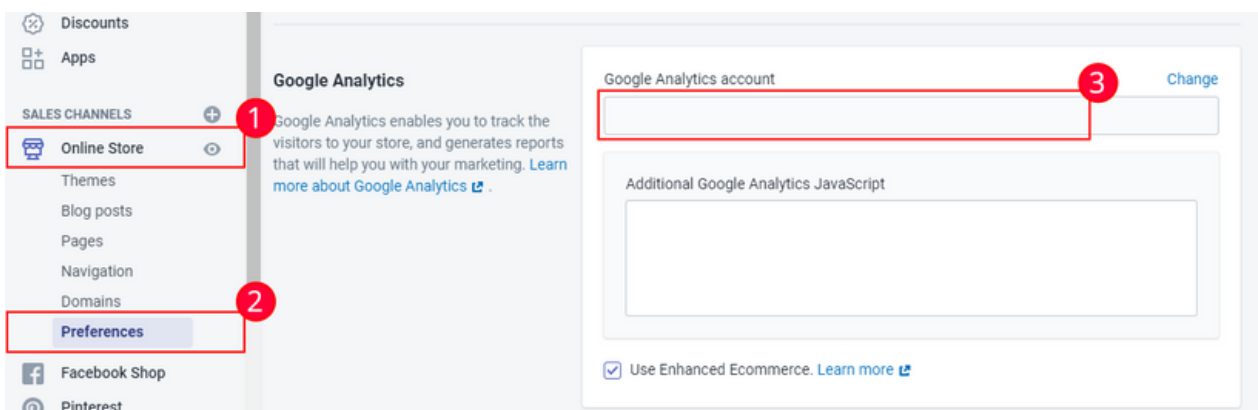 Discounts
Apps
SALES CHANNELS
1
Online Store
Themes
Blog posts
Pages
Navigation
Domains
2
Preferences
Facebook Shop
Pinterest
Google Analytics
Google Analytics enables you to track the
visitors to your store, and generates reports
that will help you with your marketing. Learn
more about Google Analytics .
Google Analytics account
3
Change
Additional Google Analytics JavaScript
Use Enhanced Ecommerce. Learn more